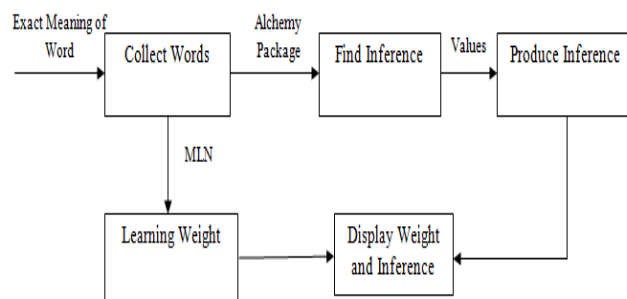 Exact Meaning of
Word
Collect Words
Alchemy
Package
Find Inference
Values
Produce Inference
MLN
Learning Weight
Display Weight
and Inference